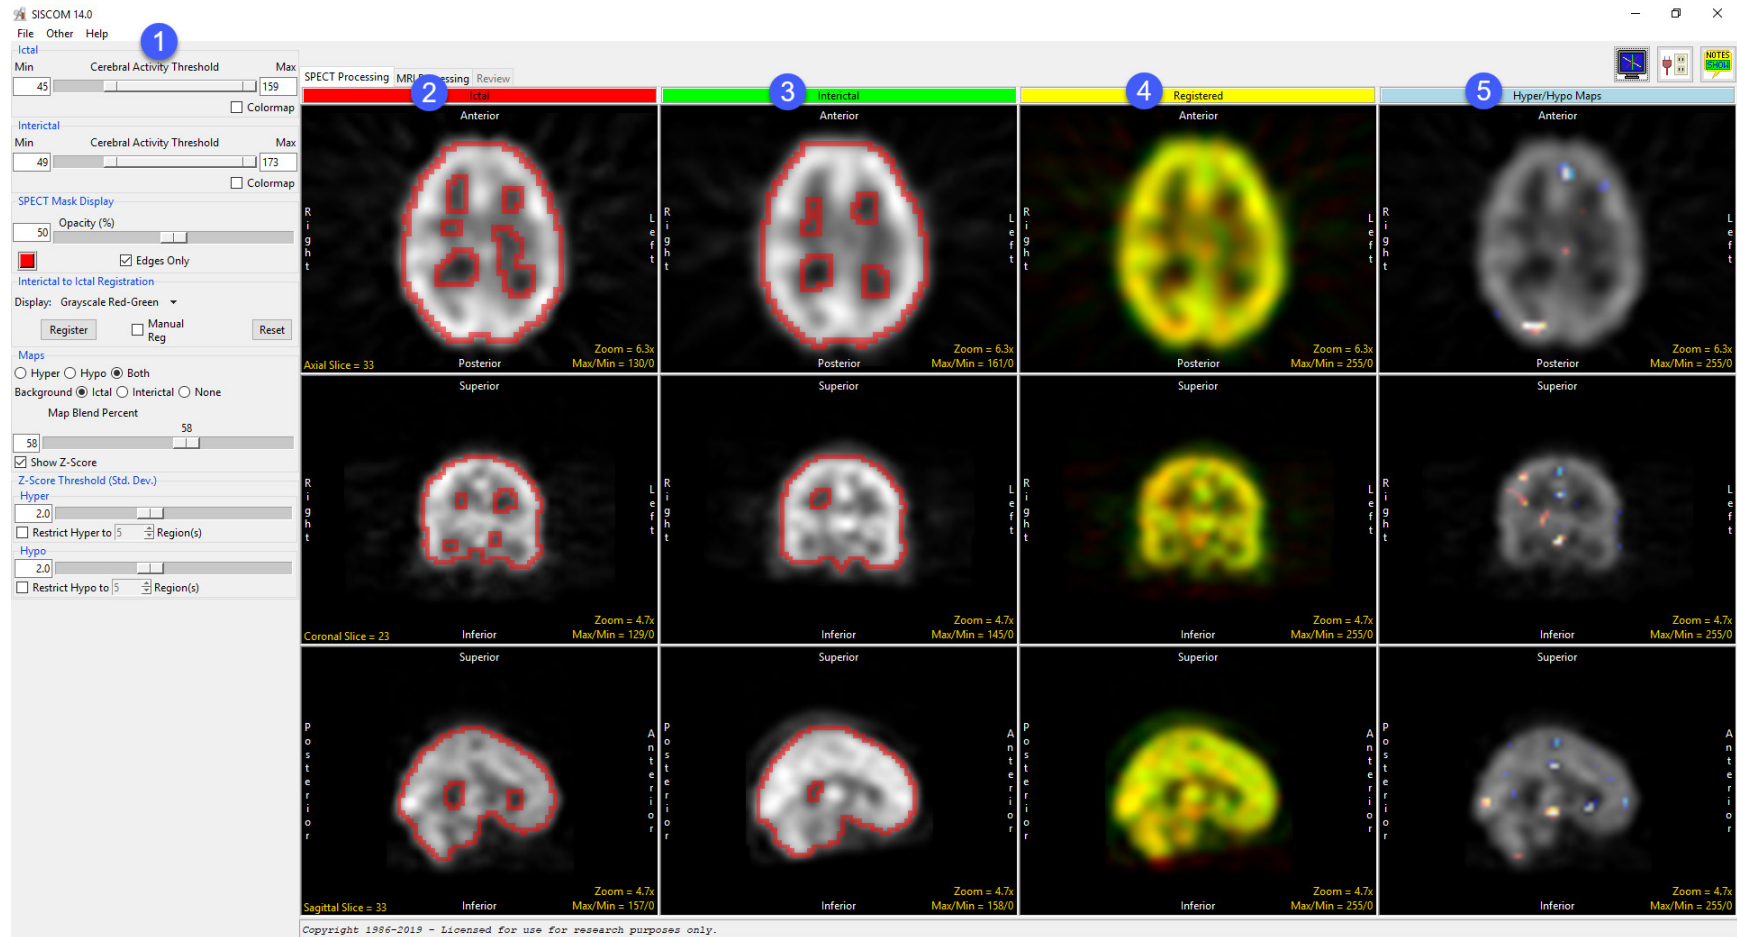 SISCOM 14.0
File Other Help
1
Ictal
Min Cerebral Activity Threshold Max
45 159
Colormap
Interictal
Min Cerebral Activity Threshold Max
49 173
Colormap
SPECT Mask Display
Opacity (%)
50
Edges Only
Interictal to Ictal Registration
Display: Grayscale Red-Green
Register Manual Reg Reset
Maps
Hyper Hypo Both
Background Ictal Interictal None
Map Blend Percent
58
58
Show Z-Score
Z-Score Threshold (Std. Dev.)
Hyper
2.0
Restrict Hyper to 5 Region(s)
Hypo
2.0
Restrict Hypo to 5 Region(s)
NOTES
SHOW
SPECT Processing MRI Processing Review
2 Ictal 3 Interictal 4 Registered 5 Hyper/Hypo Maps
Anterior Anterior Anterior Anterior
Right Left Right Left Right Left Right Left
Zoom = 6.3x Zoom = 6.3x Zoom = 6.3x Zoom = 6.3x
Axial Slice = 33 Posterior Max/Min = 130/0 Posterior Max/Min = 161/0 Posterior Max/Min = 255/0 Posterior Max/Min = 255/0
Superior Superior Superior Superior
Right Left Right Left Right Left Right Left
Zoom = 4.7x Zoom = 4.7x Zoom = 4.7x Zoom = 4.7x
Coronal Slice = 23 Inferior Max/Min = 129/0 Inferior Max/Min = 145/0 Inferior Max/Min = 255/0 Inferior Max/Min = 255/0
Superior Superior Superior Superior
Posterior Anterior Posterior Anterior Posterior Anterior Posterior Anterior
Zoom = 4.7x Zoom = 4.7x Zoom = 4.7x Zoom = 4.7x
Sagittal Slice = 33 Inferior Max/Min = 157/0 Inferior Max/Min = 158/0 Inferior Max/Min = 255/0 Inferior Max/Min = 255/0
Copyright 1986-2019 - Licensed for use for research purposes only.